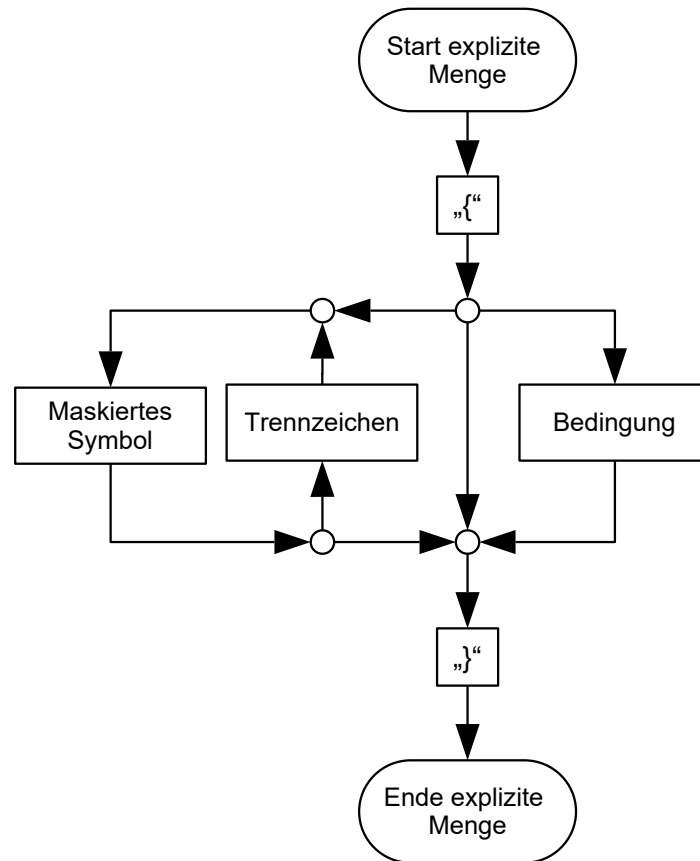 Start explizite
Menge
„{“
Maskiertes
Symbol
Trennzeichen
Bedingung
„}“
Ende explizite
Menge